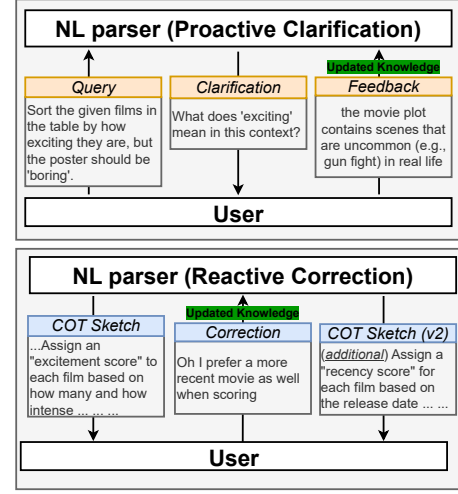 NL parser (Proactive Clarification)
Updated Knowledge
Query
Clarification
Feedback
Sort the given films in
the table by how
exciting they are, but
the poster should be
'boring'.
What does 'exciting'
mean in this context?
the movie plot
contains scenes that
are uncommon (e.g.,
gun fight) in real life
User
NL parser (Reactive Correction)
Updated Knowledge
COT Sketch
Correction
COT Sketch (v2)
...Assign an
"excitement score" to
each film based on
how many and how
intense ... ... ...
Oh I prefer a more
recent movie as well
when scoring
(additional) Assign a
"recency score" for
each film based on
the release date ... ...
User